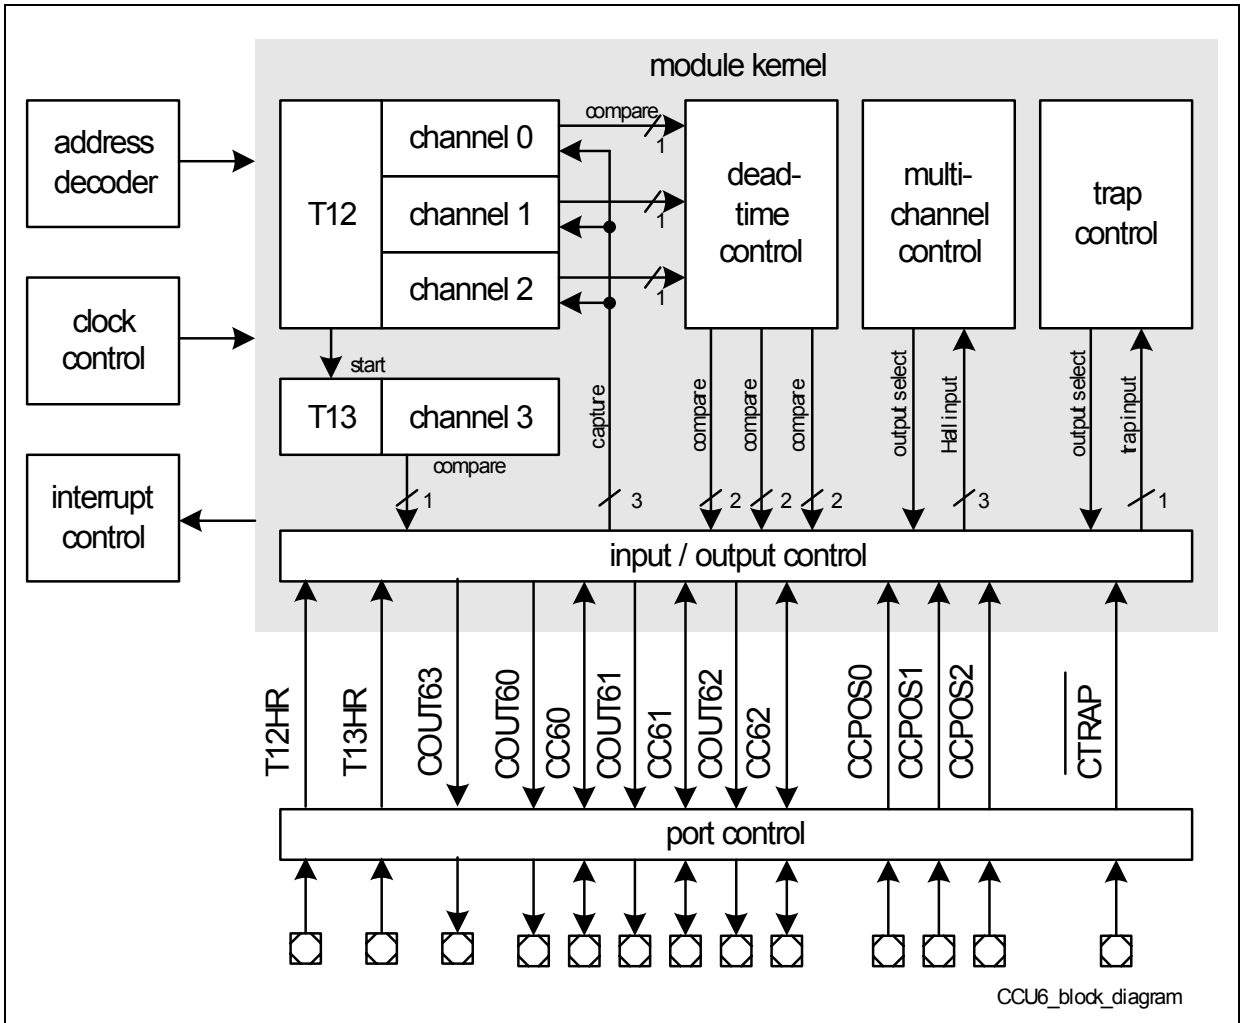 module kernel
address
decoder
clock
control
interrupt
control
T12
channel 0
channel 1
channel 2
compare
1
1
1
dead-
time
control
multi-
channel
control
trap
control
start
T13
channel 3
compare
1
capture
3
compare
2
compare
2
compare
2
output select
Hall input
3
output select
trap input
1
input / output control
T12HR
T13HR
COUT63
COUT60
CC60
COUT61
CC61
COUT62
CC62
CCPOS0
CCPOS1
CCPOS2
CTRAP
port control
CCU6_block_diagram